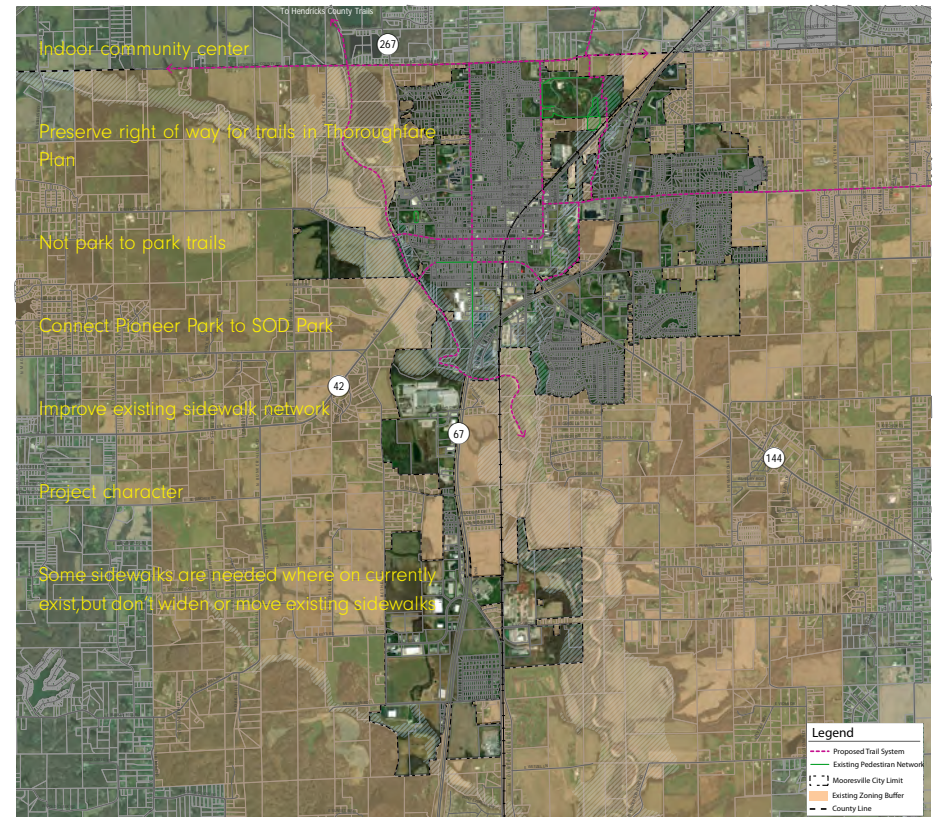 To Hendricks County Trails
267
Indoor community center
Preserve right of way for trails in Thoroughfare
Plan
Not park to park trails
Connect Pioneer Park to SOD Park
42
Improve existing sidewalk network
67
144
Project character
Some sidewalks are needed where on currently
exist, but don't widen or move existing sidewalks
Legend
Proposed Trail System
Existing Pedestiran Network
Mooresville City Limit
Existing Zoning Buffer
County Line